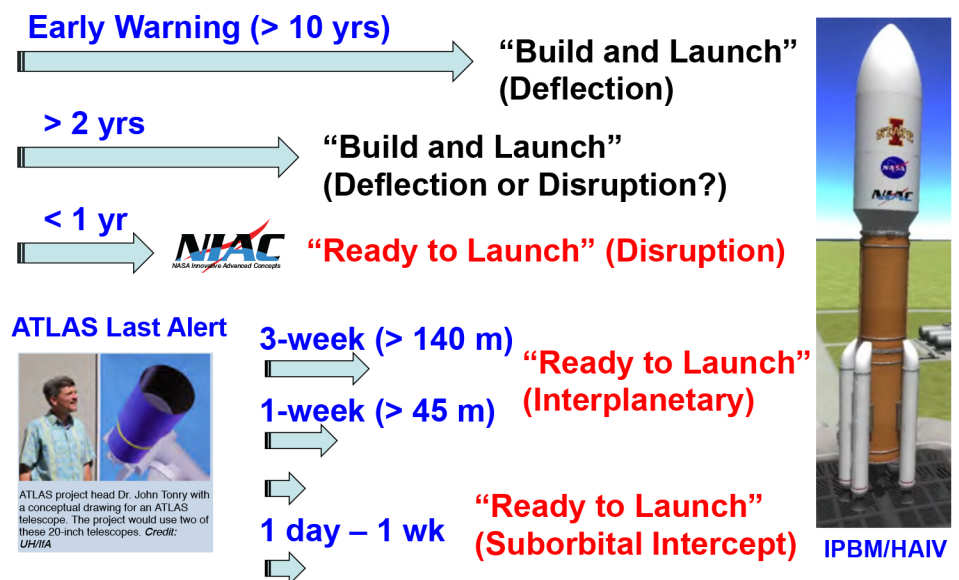 Early Warning (> 10 yrs)
“Build and Launch”
(Deflection)
> 2 yrs
“Build and Launch”
(Deflection or Disruption?)
< 1 yr
NIAC
NASA Innovative Advanced Concepts
“Ready to Launch” (Disruption)
ATLAS Last Alert
3-week (> 140 m)
“Ready to Launch”
(Interplanetary)
1-week (> 45 m)
ATLAS project head Dr. John Tonry with
a conceptual drawing for an ATLAS
telescope. The project would use two of
these 20-inch telescopes. Credit:
UH/IfA
“Ready to Launch”
(Suborbital Intercept)
1 day – 1 wk
I
STATE
NASA
NIAC
IPBM/HAIV